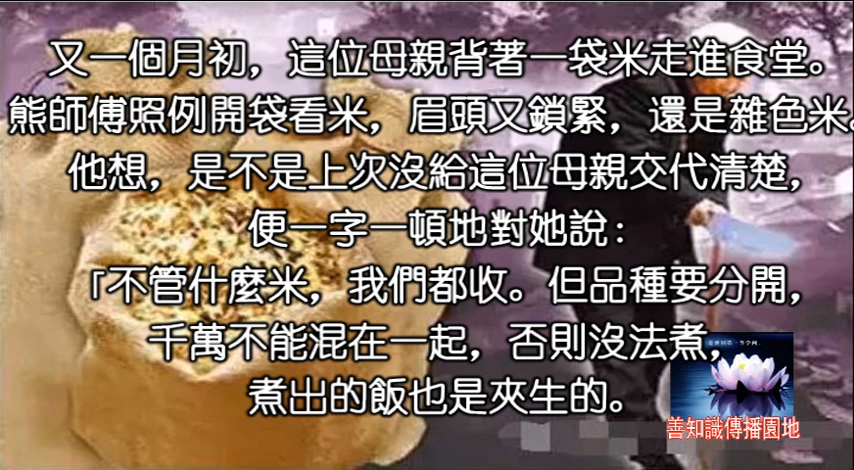 又一個月初，這位母親背著一袋米走進食堂。
熊師傅照例開袋看米，眉頭又鎖緊，還是雜色米。
他想，是不是上次沒給這位母親交代清楚，
便一字一頓地對她說：
「不管什麼米，我們都收。但品種要分開，
千萬不能混在一起，否則沒法煮，
煮出的飯也是夾生的。
善知識傳播園地